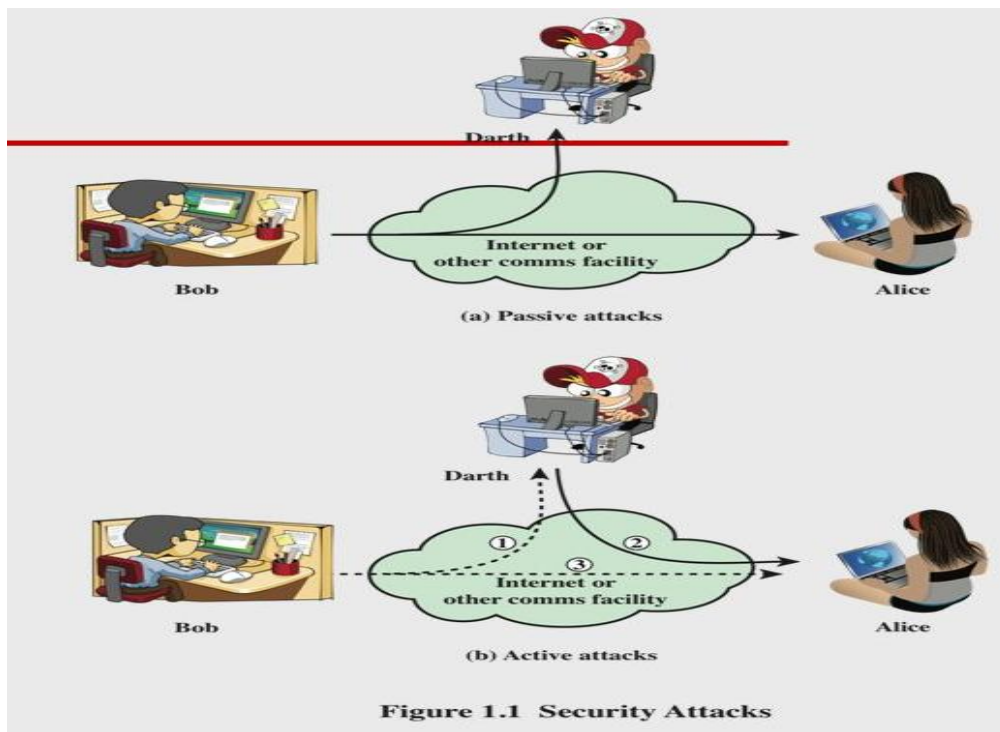 Darth
Internet or
other comms facility
Bob
Alice
(a) Passive attacks
Darth
1
2
3
Internet or
other comms facility
Bob
Alice
(b) Active attacks
Figure 1.1 Security Attacks